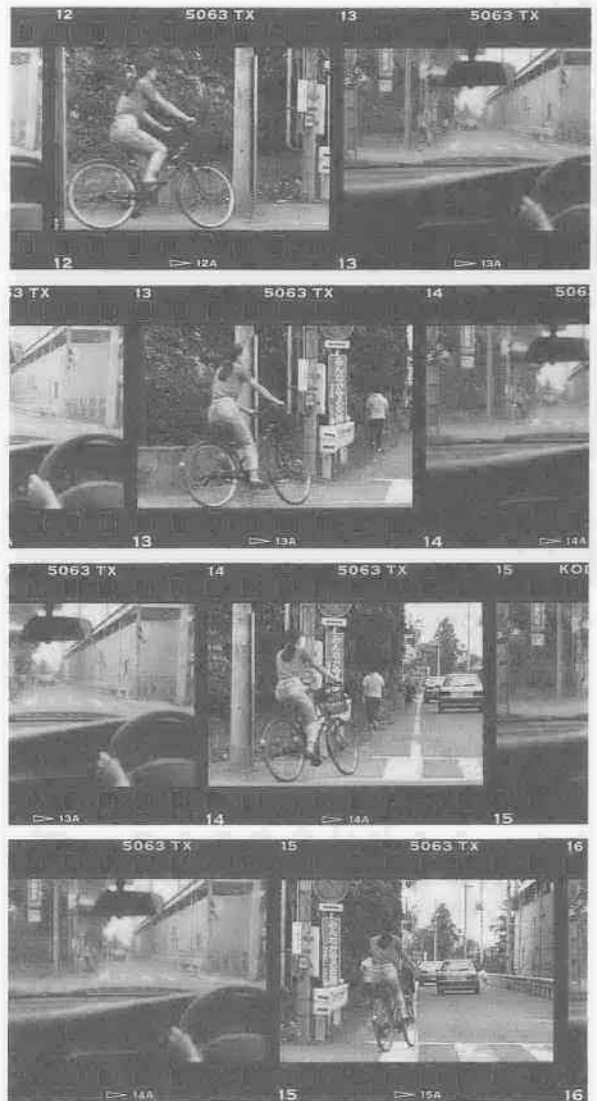 12 5063 TX 13 5063 TX
12 ▷ 12A 13 ▷ 13A
63 TX 13 5063 TX 14 506
13 ▷ 13A 14 ▷ 14A
5063 TX 14 5063 TX 15 KOD
▷ 13A 14 ▷ 14A 15
5063 TX 15 5063 TX 16
▷ 14A 15 ▷ 15A 16